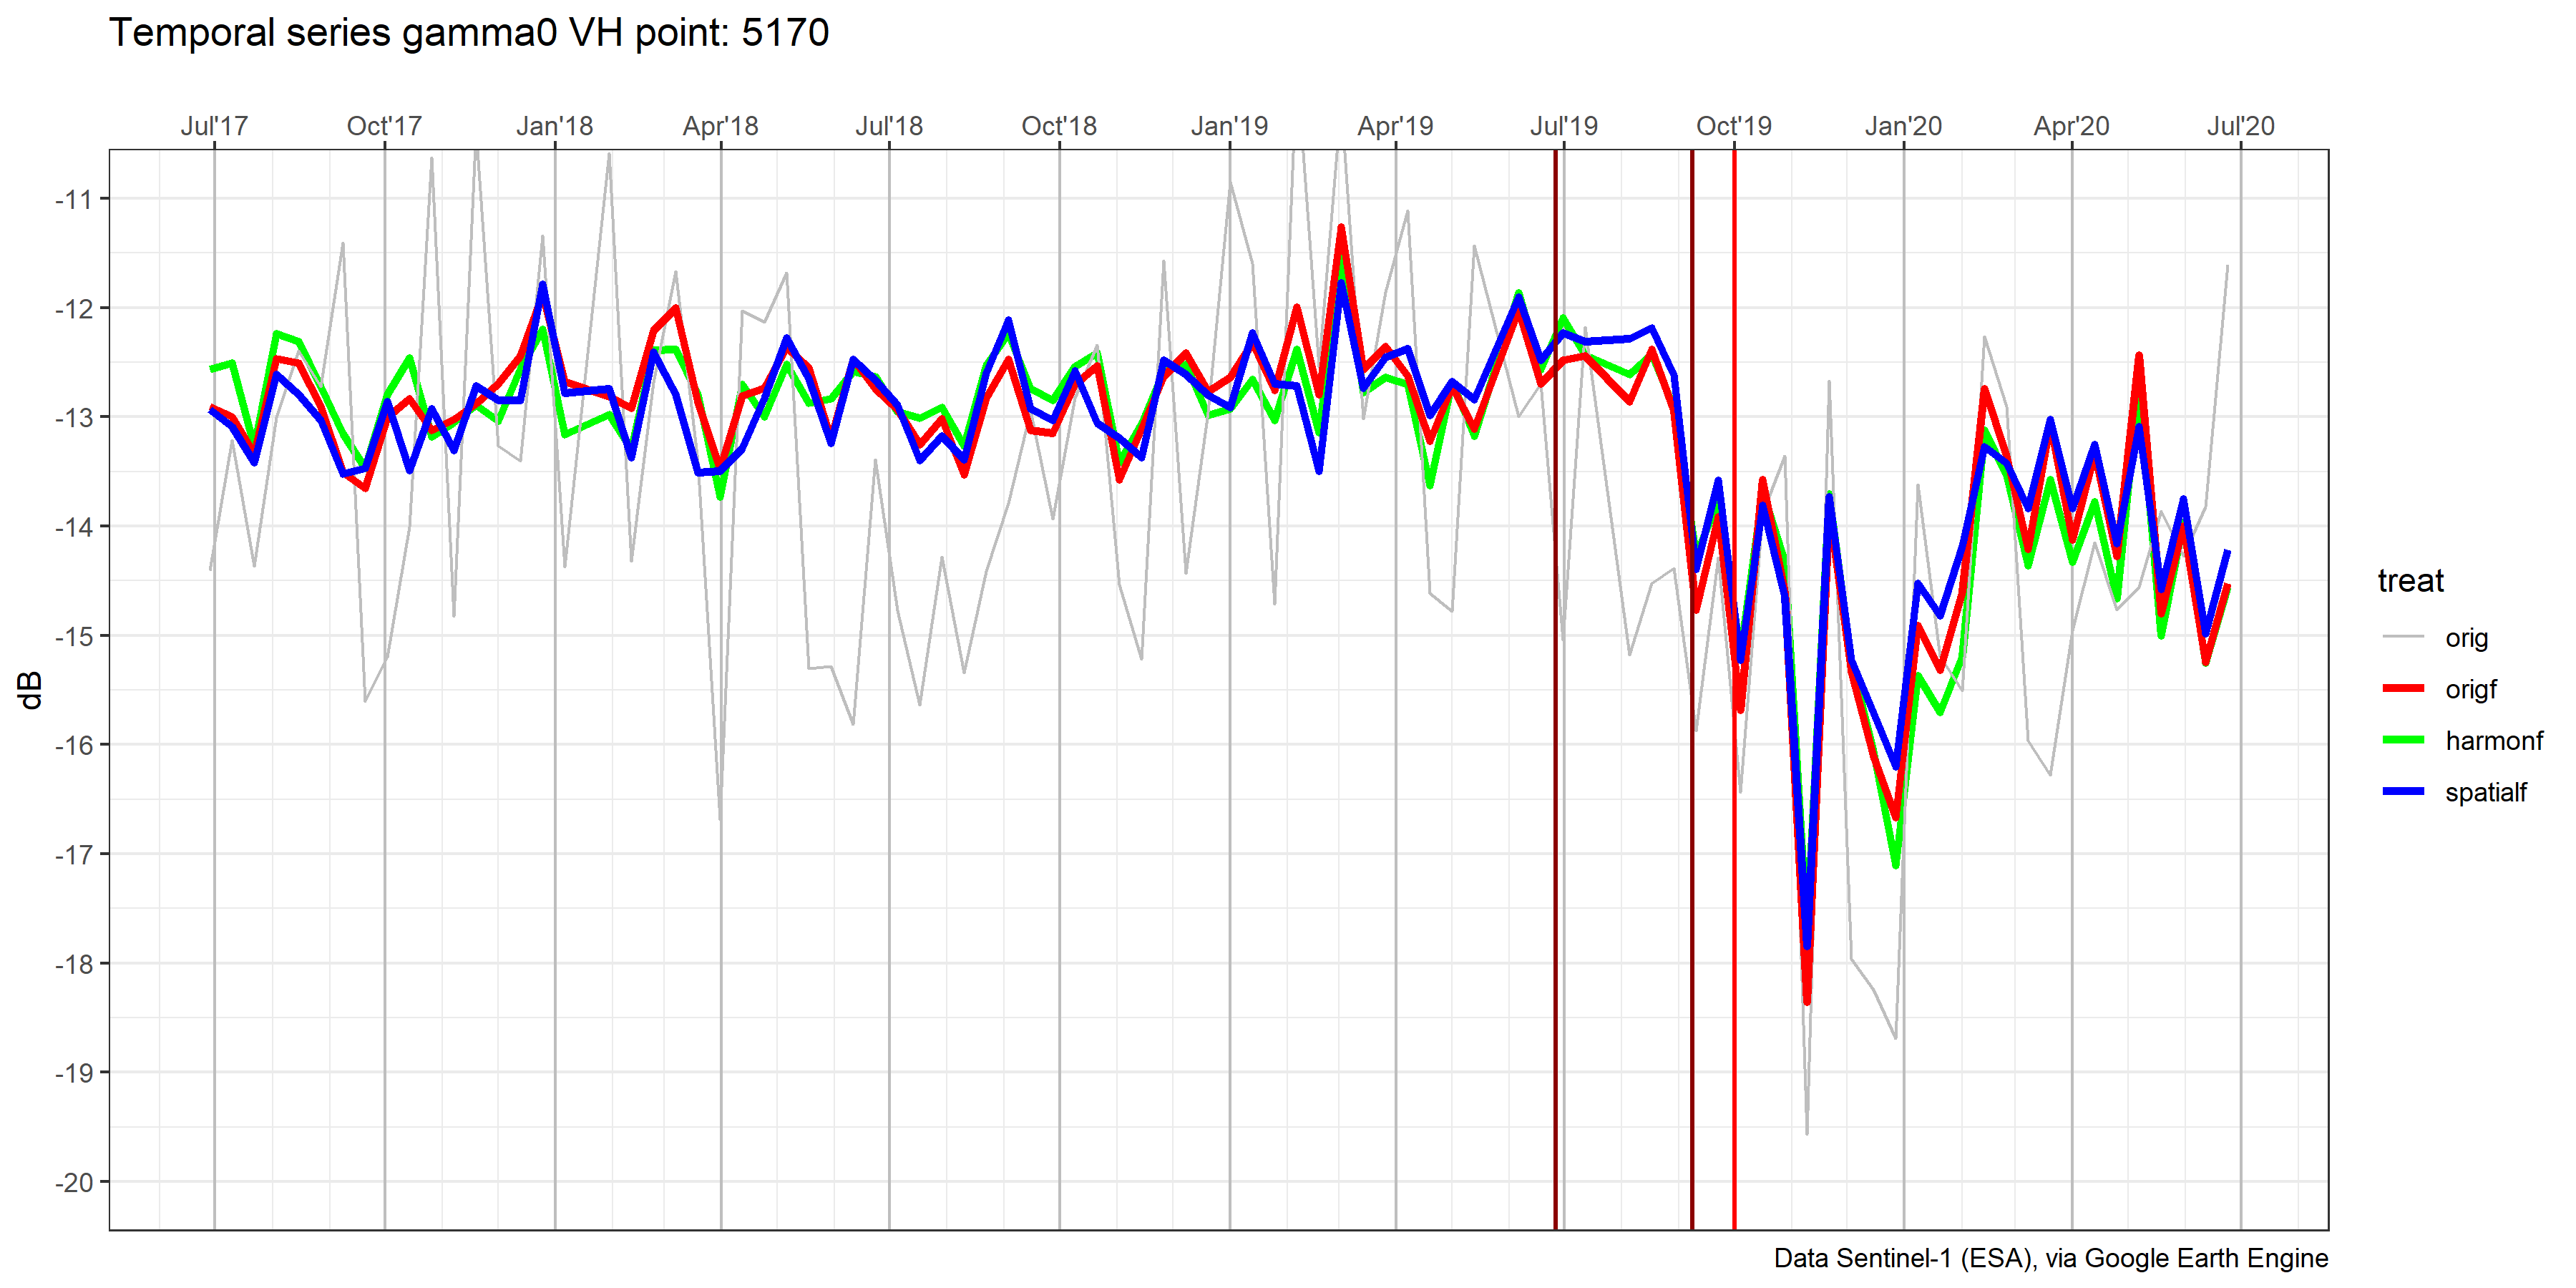 Temporal series gamma0 VH point: 5170
Jul'17 Oct'17 Jan'18 Apr'18 Jul'18 Oct'18 Jan'19 Apr'19 Jul'19 Oct'19 Jan'20 Apr'20 Jul'20
-11
-12
-13
-14
-15
-16
-17
-18
-19
-20
dB
treat
orig
origf
harmonf
spatialf
Data Sentinel-1 (ESA), via Google Earth Engine